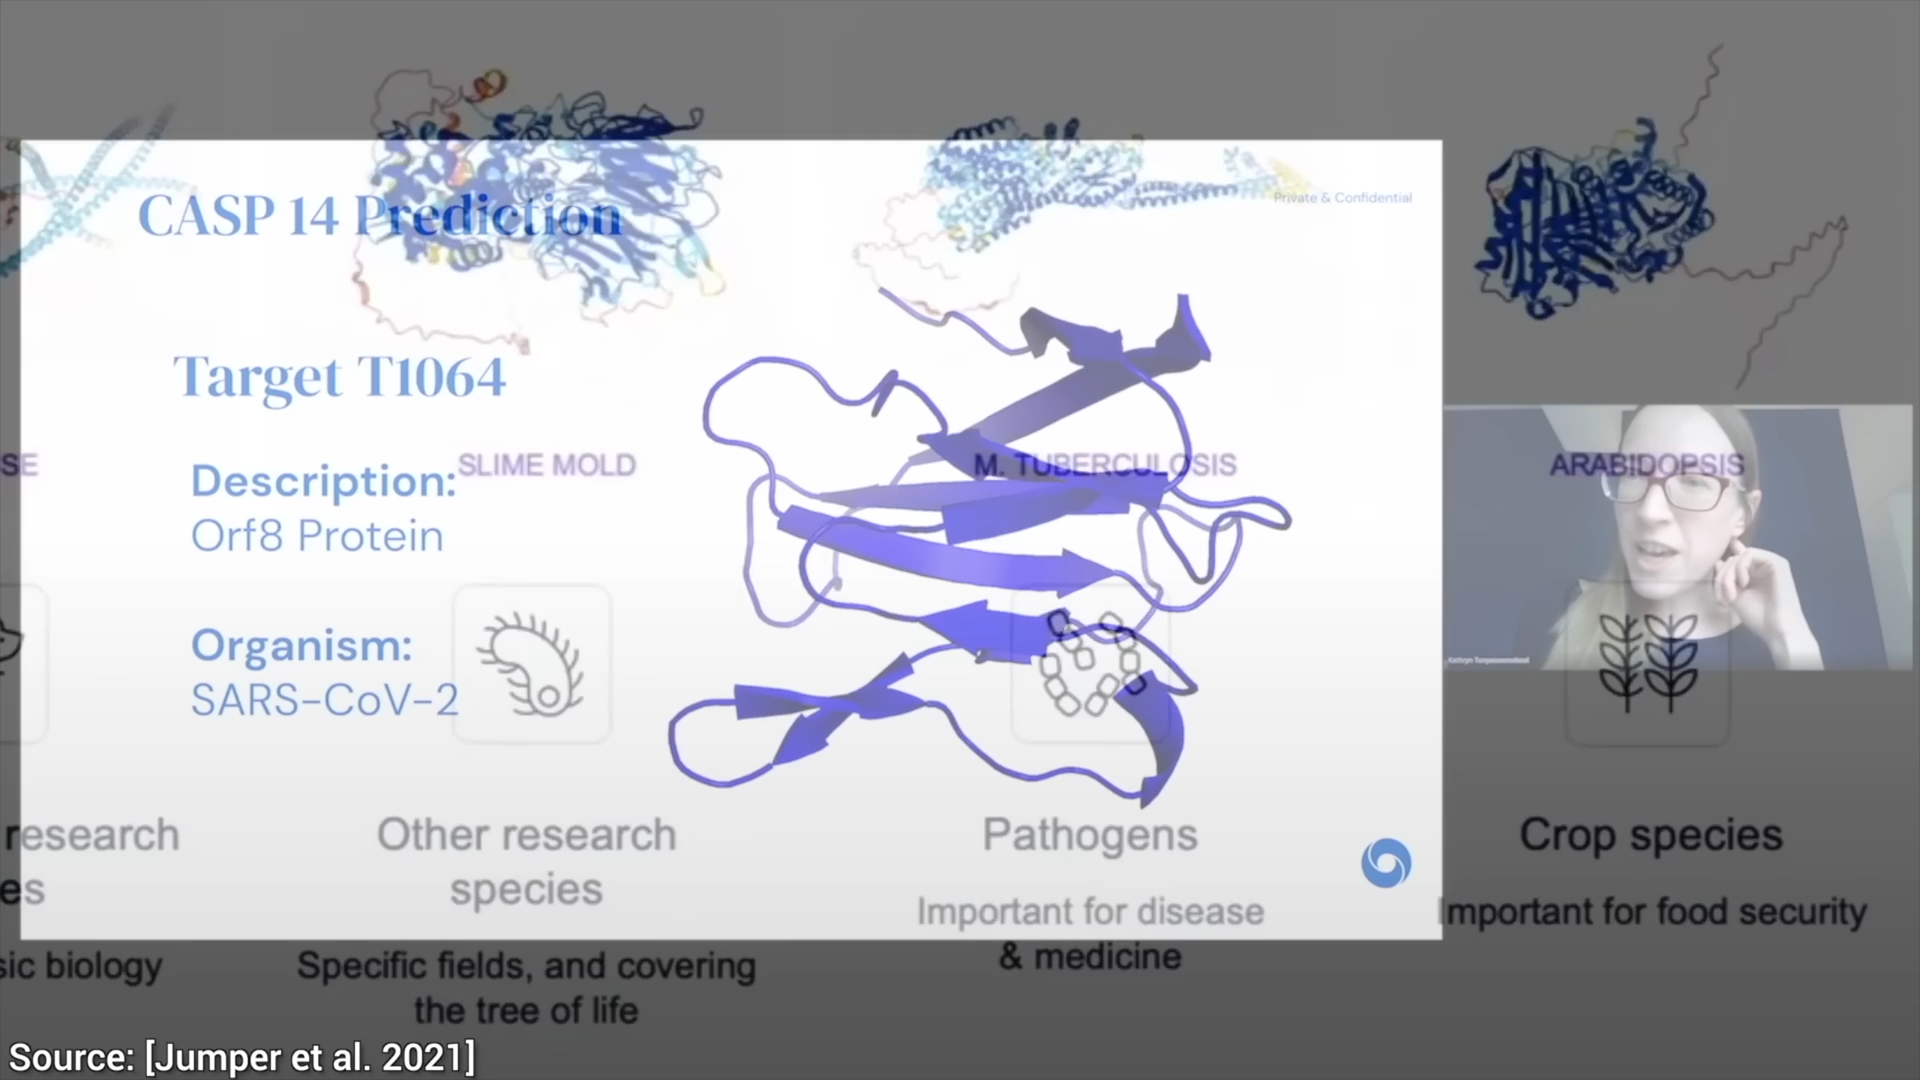 CASP 14 Prediction
Private & Confidential
Target T1064
Description:
Orf8 Protein
Organism:
SARS-CoV-2
SE
SLIME MOLD
M. TUBERCULOSIS
ARABIDOPSIS
research
es
sic biology
Other research
species
Specific fields, and covering
the tree of life
Pathogens
Important for disease
& medicine
Crop species
Important for food security
Source: [Jumper et al. 2021]